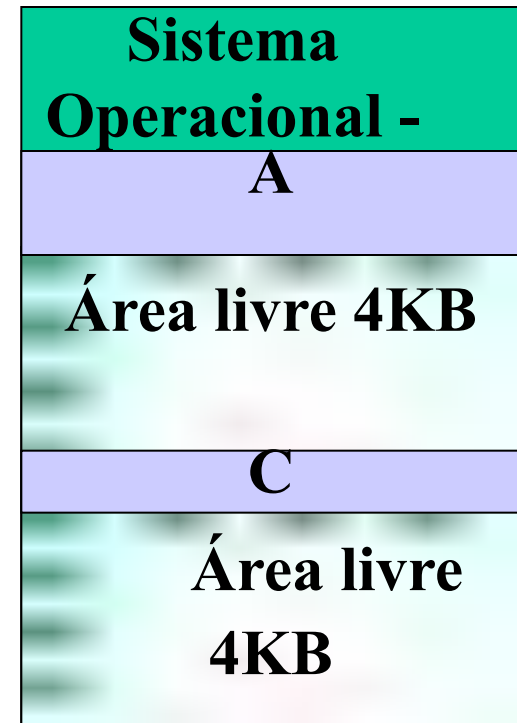 Sistema
Operacional -
A
Área livre 4KB
C
Área livre
4KB